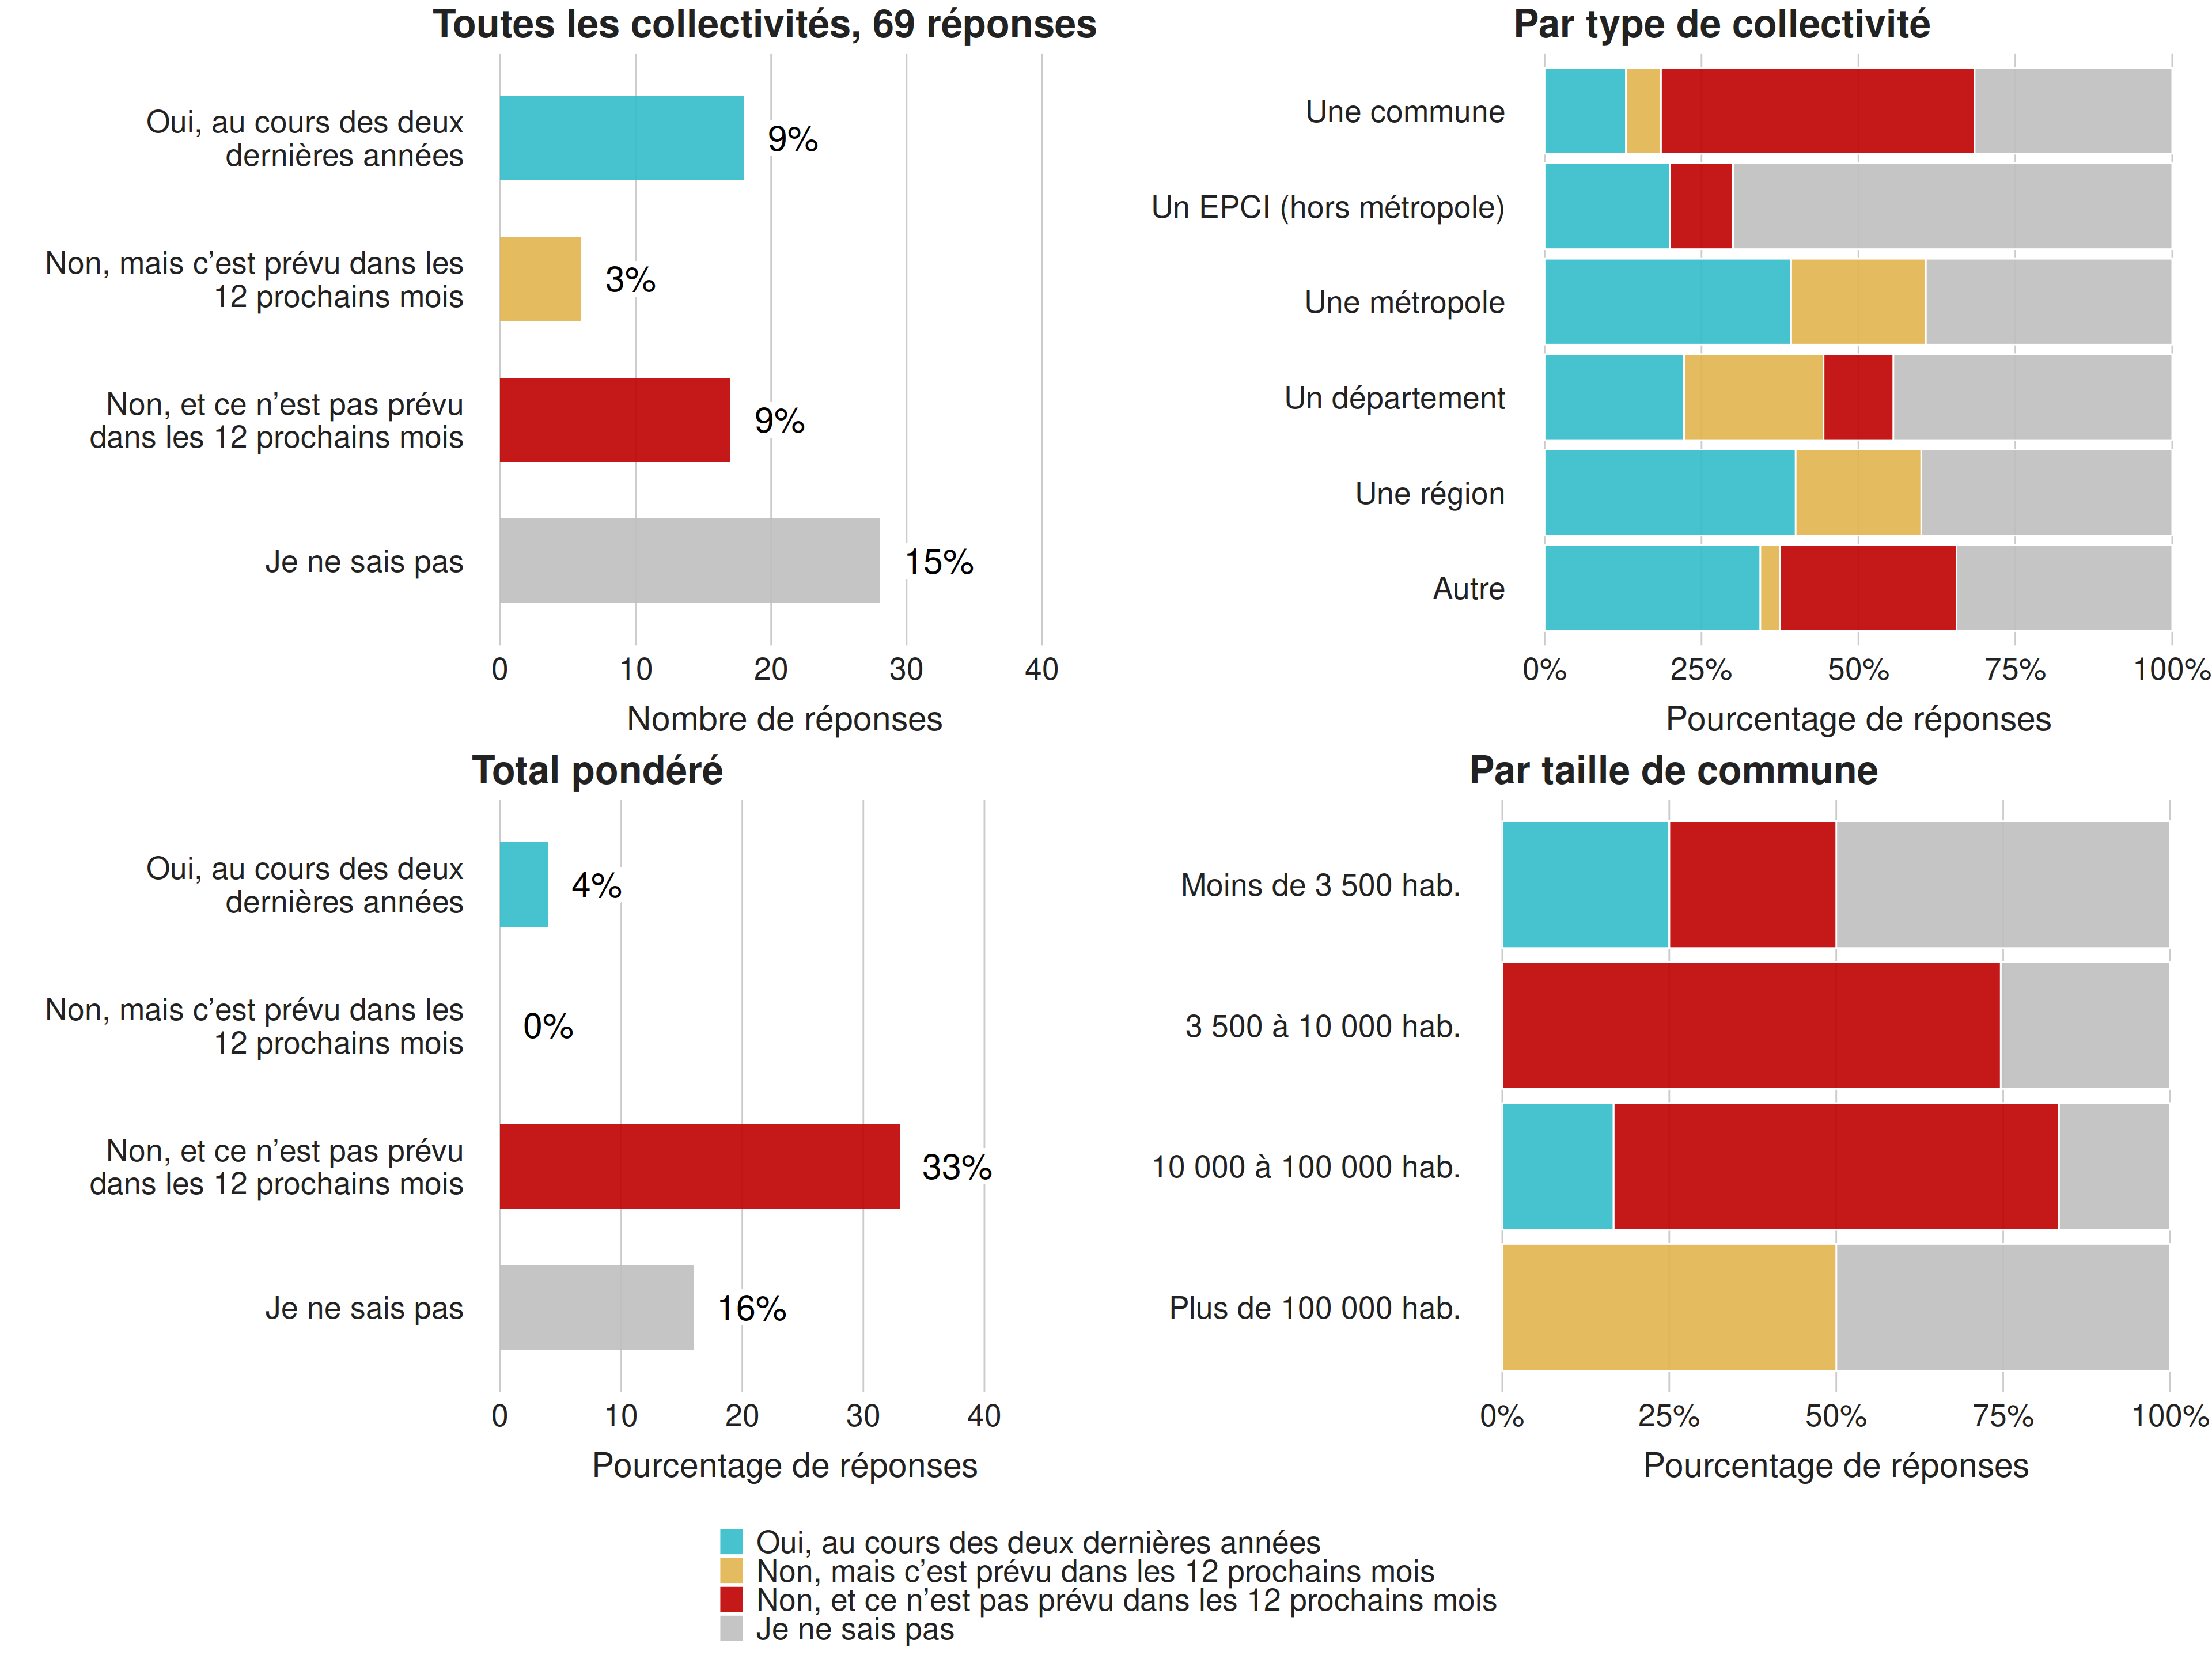 Toutes les collectivités, 69 réponses
Oui, au cours des deux
dernières années
9%
Non, mais c’est prévu dans les
12 prochains mois
3%
Non, et ce n’est pas prévu
dans les 12 prochains mois
9%
Je ne sais pas
15%
0 10 20 30 40
Nombre de réponses
Par type de collectivité
Une commune
Un EPCI (hors métropole)
Une métropole
Un département
Une région
Autre
0% 25% 50% 75% 100%
Pourcentage de réponses
Total pondéré
Oui, au cours des deux
dernières années
4%
Non, mais c’est prévu dans les
12 prochains mois
0%
Non, et ce n’est pas prévu
dans les 12 prochains mois
33%
Je ne sais pas
16%
0 10 20 30 40
Pourcentage de réponses
Par taille de commune
Moins de 3 500 hab.
3 500 à 10 000 hab.
10 000 à 100 000 hab.
Plus de 100 000 hab.
0% 25% 50% 75% 100%
Pourcentage de réponses
Oui, au cours des deux dernières années
Non, mais c’est prévu dans les 12 prochains mois
Non, et ce n’est pas prévu dans les 12 prochains mois
Je ne sais pas